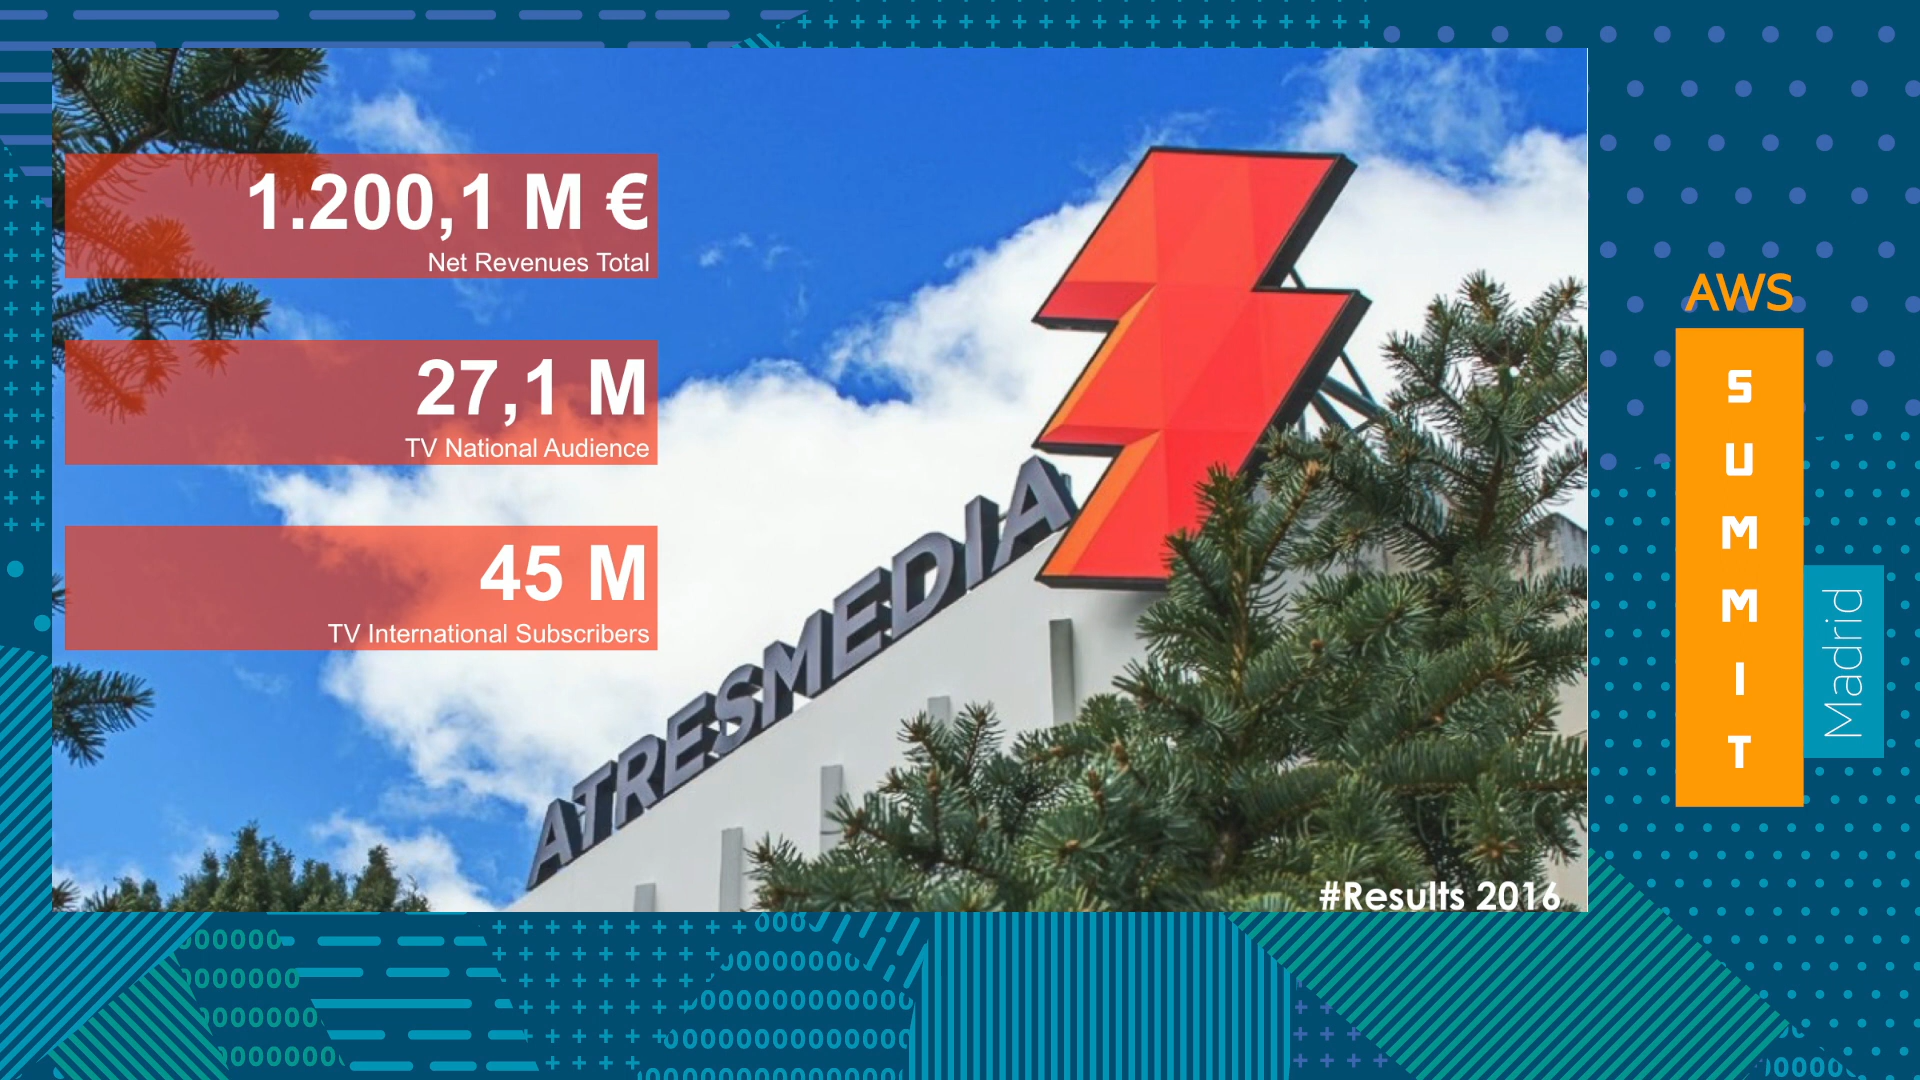 1.200,1 M €
Net Revenues Total
27,1 M
TV National Audience
45 M
TV International Subscribers
ATRESMEDIA
#Results 2016
AWS
SUMMIT
Madrid